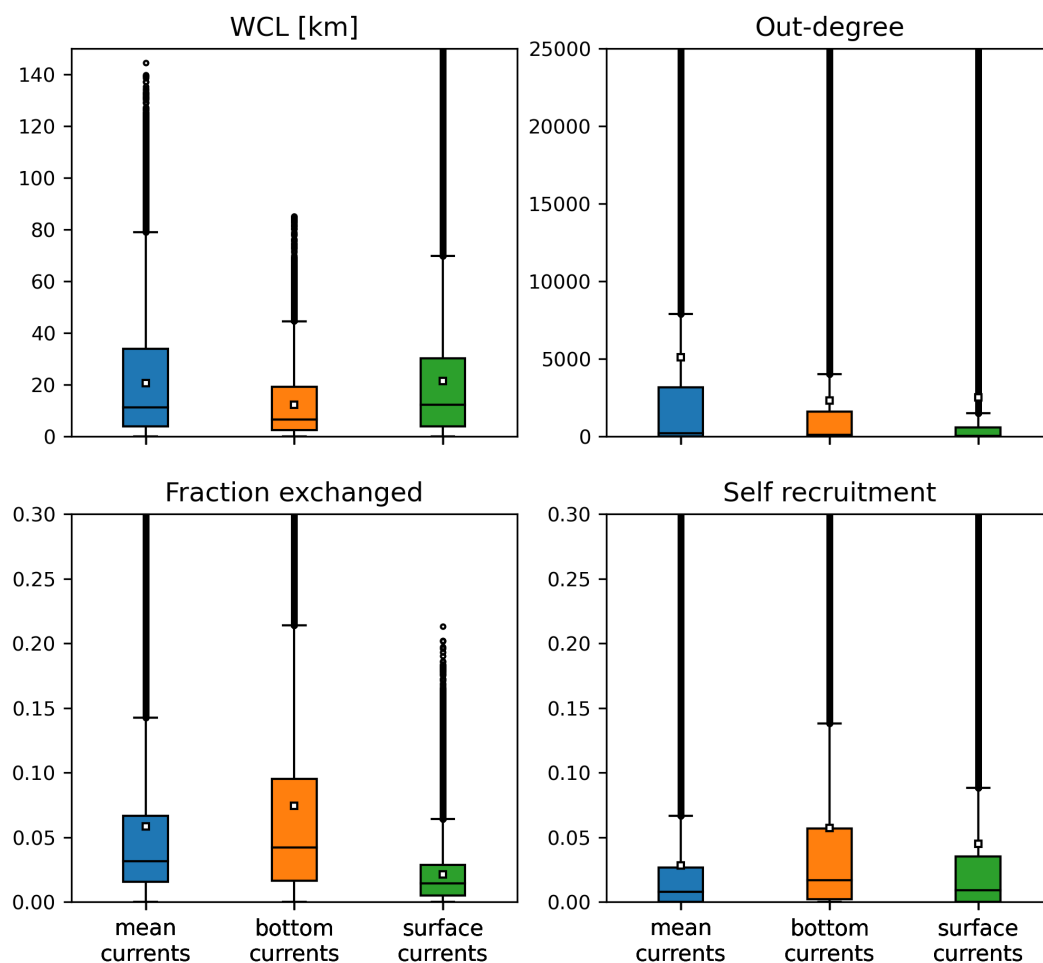 WCL [km]
140
120
100
80
60
40
20
0
Out-degree
25000
20000
15000
10000
5000
0
Fraction exchanged
0.30
0.25
0.20
0.15
0.10
0.05
0.00
mean
currents
bottom
currents
surface
currents
Self recruitment
0.30
0.25
0.20
0.15
0.10
0.05
0.00
mean
currents
bottom
currents
surface
currents